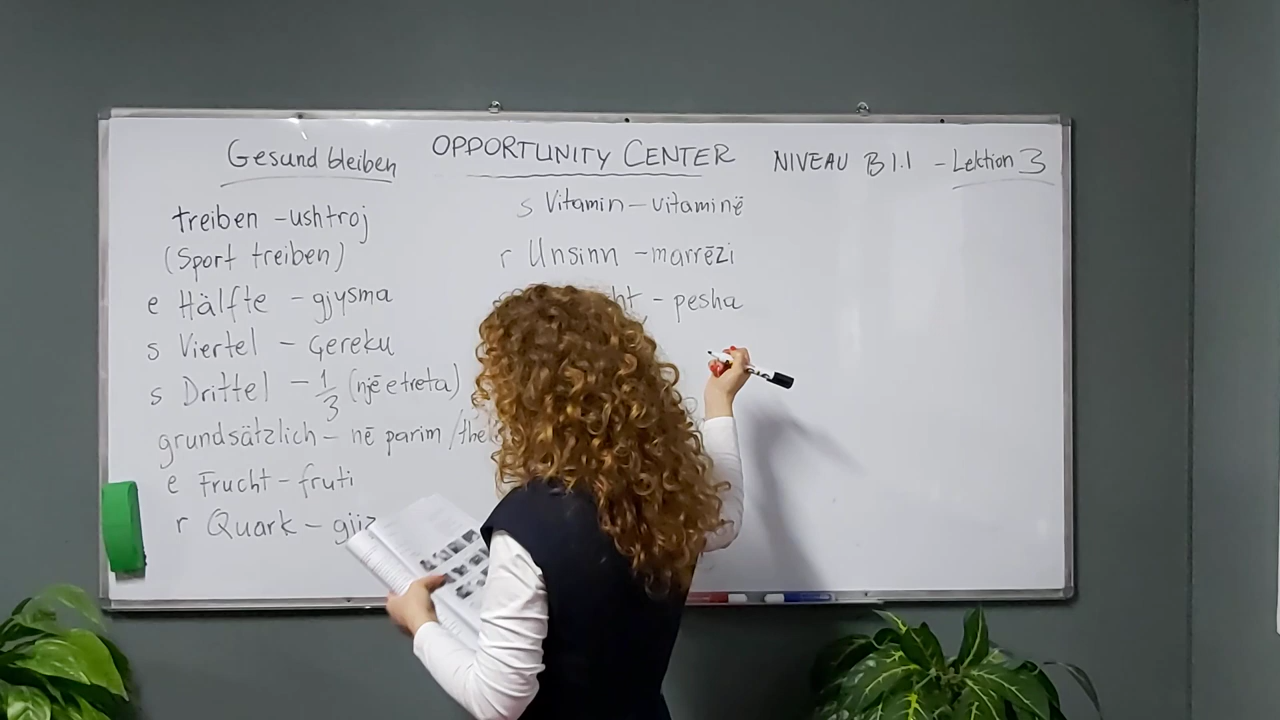 Gesund bleiben
OPPORTUNITY CENTER
NIVEAU B1.1 - Lektion 3
treiben - ushtroj
(Sport treiben)
e Hälfte - gjysma
s Viertel - Çereku
s Drittel - 1/3 (një e treta)
grundsätzlich - në parim /
e Frucht - fruti
r Quark -
s Vitamin - vitaminë
r Unsinn - marrëzi
- pesha